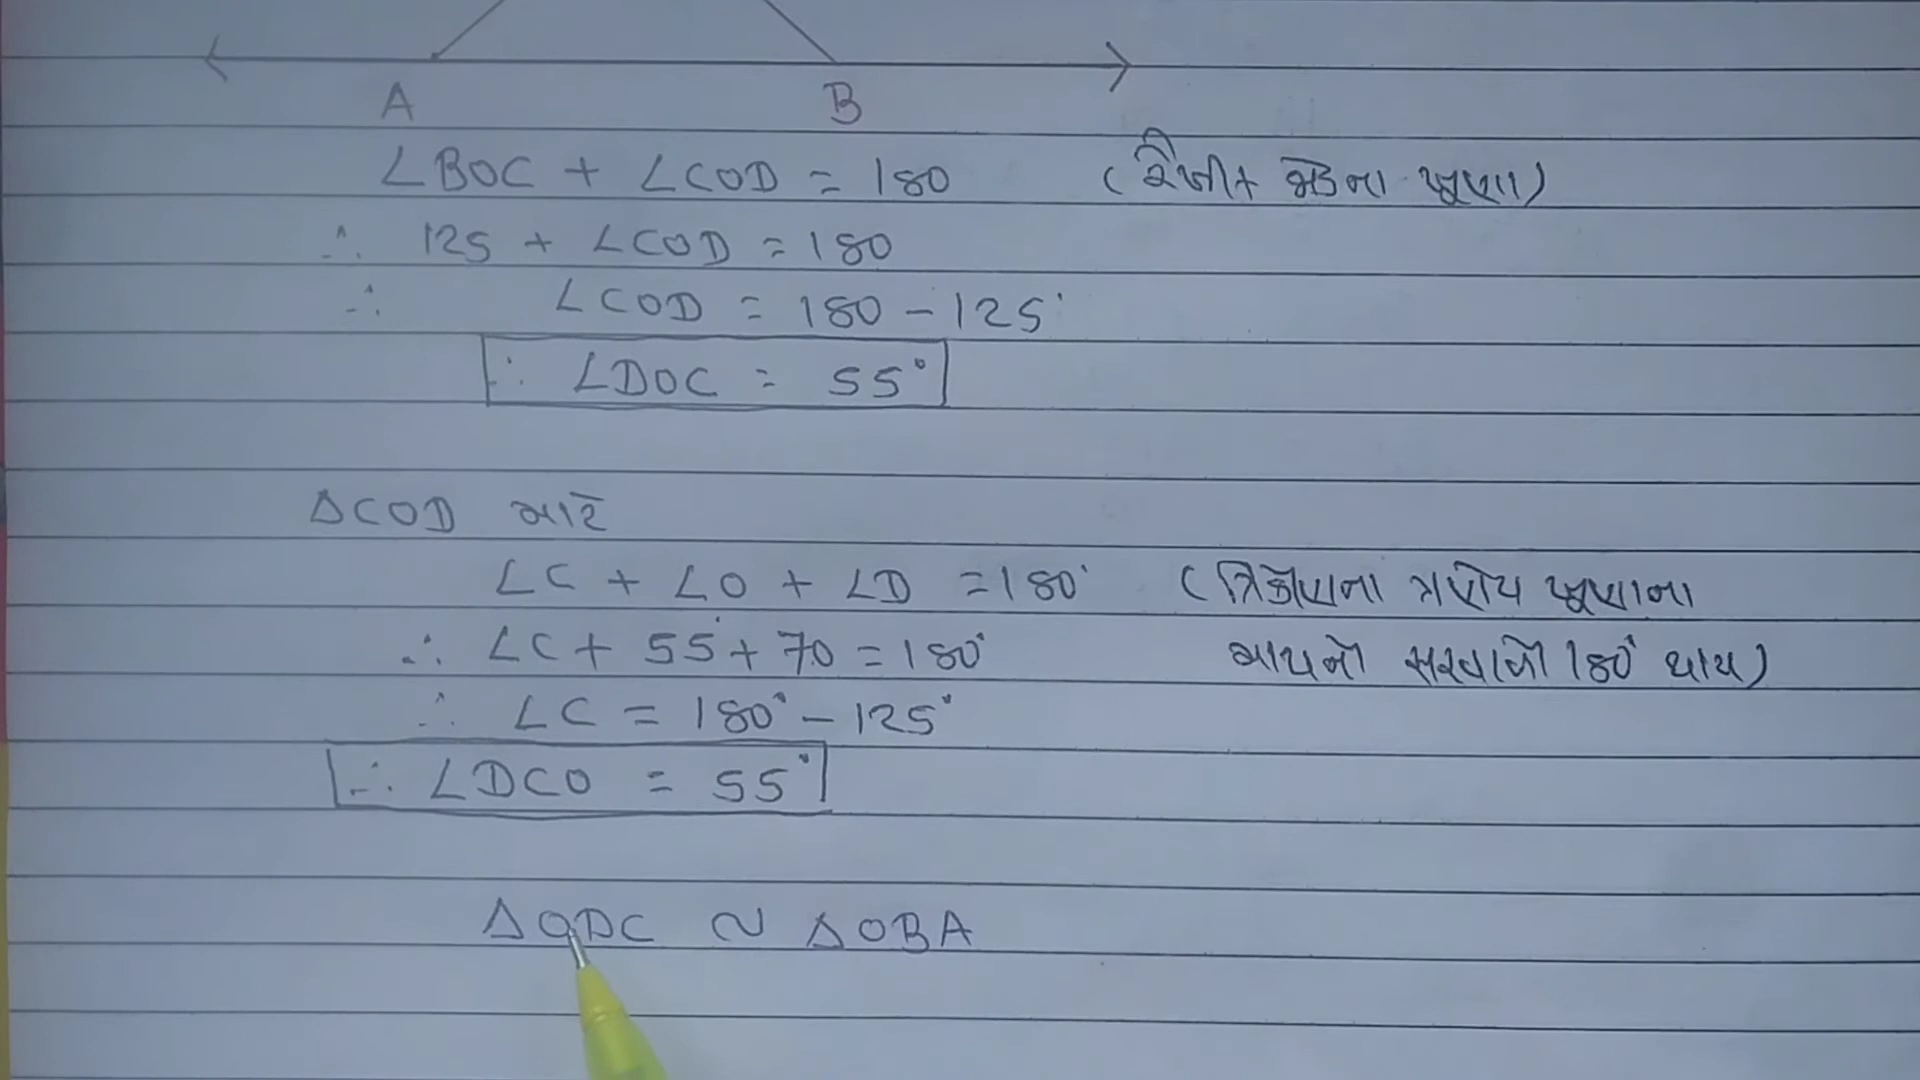 A B
∠BOC + ∠COD = 180 (રૈખીક જોડના ખૂણા)
∴ 125 + ∠COD = 180
∴ ∠COD = 180 - 125°
∴ ∠DOC = 55°
ΔCOD માટે
∠C + ∠O + ∠D = 180° (ત્રિકોણના ત્રણેય ખૂણાના
∴ ∠C + 55° + 70 = 180° માપનો સરવાળો 180° થાય)
∴ ∠C = 180° - 125°
∴ ∠DCO = 55°
ΔODC ~ ΔOBA